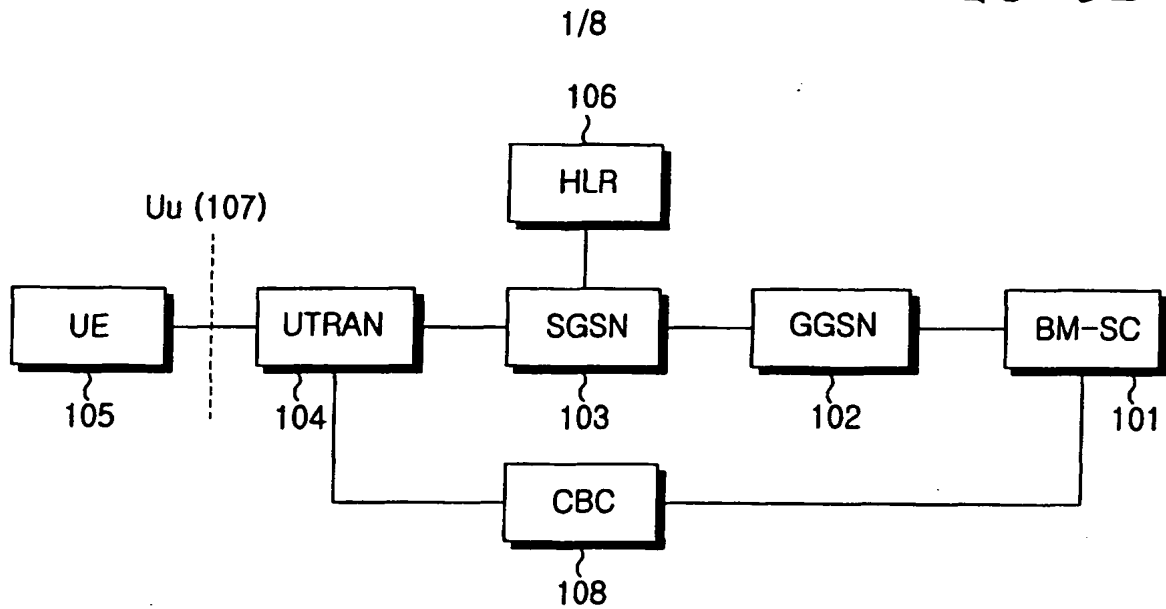 1/8
106
HLR
Uu (107)
UE
UTRAN
SGSN
GGSN
BM-SC
105
104
103
102
101
CBC
108